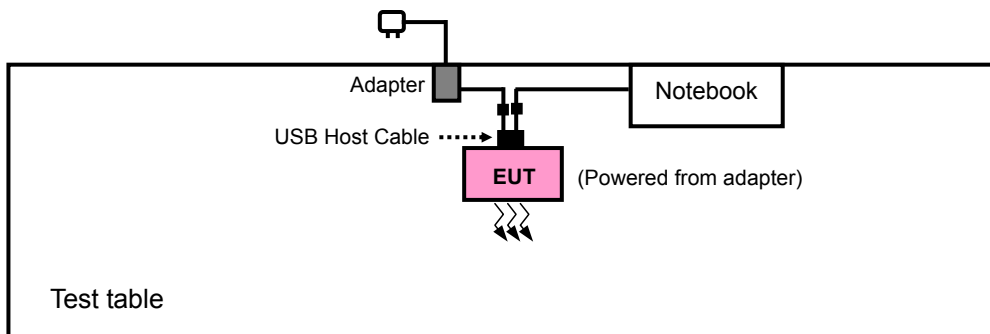 Adapter
Notebook
USB Host Cable
EUT
(Powered from adapter)
Test table